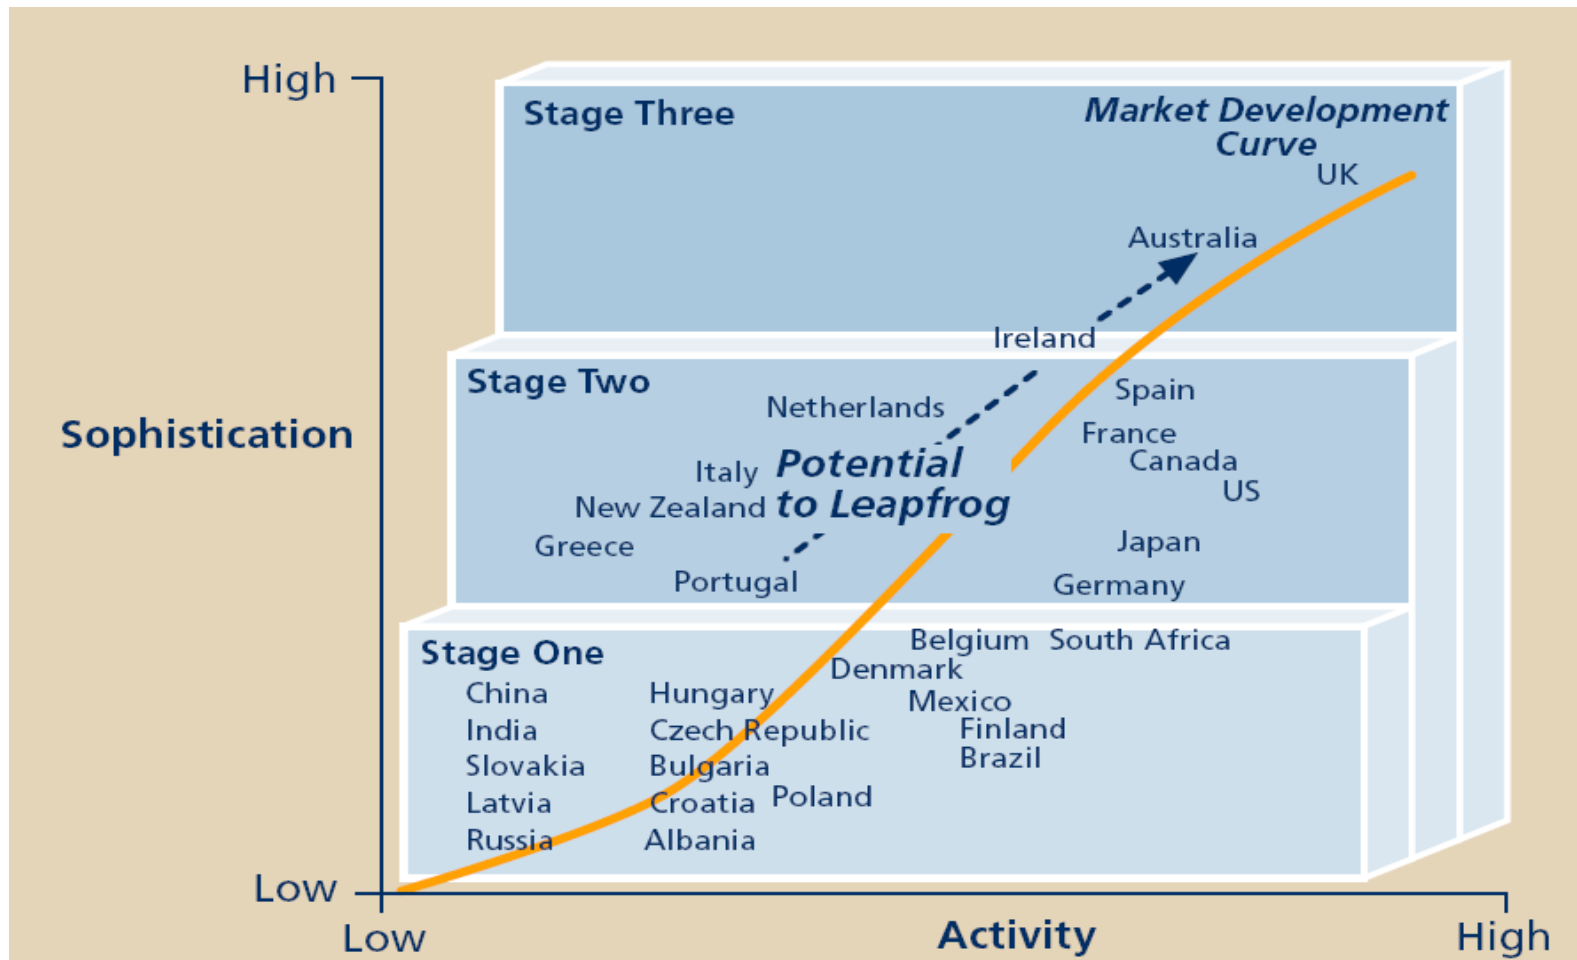 High
Stage Three
Market Development
Curve
UK
Australia
Ireland
Stage Two
Spain
Netherlands
France
Sophistication
Canada
Italy
Potential
US
New Zealand
to Leapfrog
Greece
Japan
Portugal
Germany
Stage One
Belgium
South Africa
Denmark
China
Hungary
Mexico
India
Czech Republic
Finland
Slovakia
Bulgaria
Brazil
Latvia
Croatia
Poland
Russia
Albania
Low
Low
Activity
High